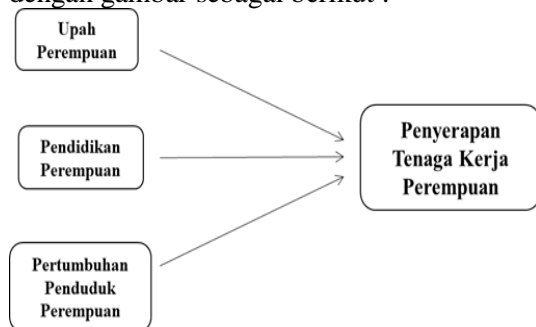 dengan gambar sebagai berikut :
Upah
Perempuan
Pendidikan
Perempuan
Pertumbuhan
Penduduk
Perempuan
Penyerapan
Tenaga Kerja
Perempuan